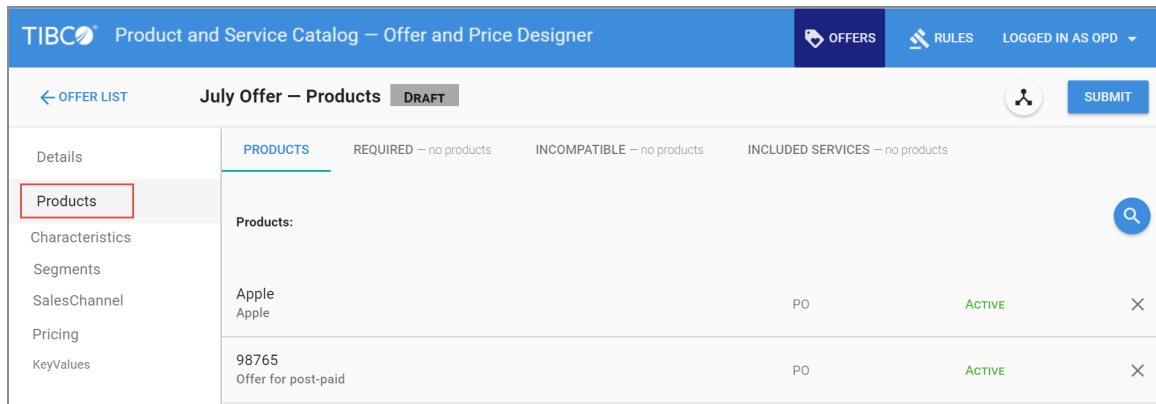 TIBCO Product and Service Catalog — Offer and Price Designer OFFERS RULES LOGGED IN AS OPD
OFFER LIST July Offer — Products DRAFT SUBMIT
Details PRODUCTS REQUIRED — no products INCOMPATIBLE — no products INCLUDED SERVICES — no products
Products
Products:
Characteristics
Segments
SalesChannel
Pricing
KeyValues
Apple PO ACTIVE
Apple
98765 PO ACTIVE
Offer for post-paid